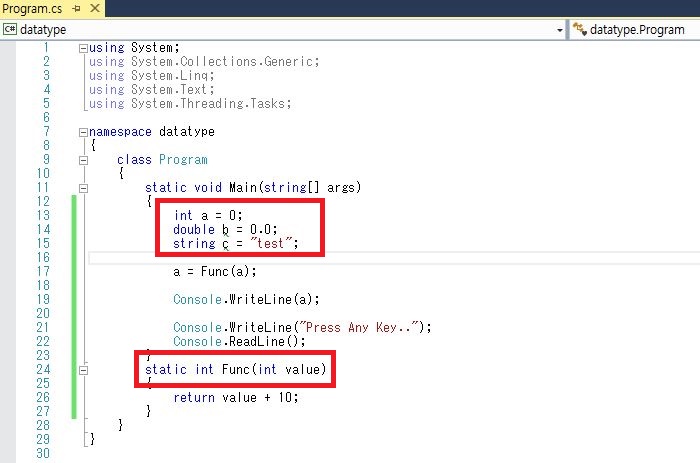 Program.cs
C# datatype
datatype.Program
1 using System;
2 using System.Collections.Generic;
3 using System.Linq;
4 using System.Text;
5 using System.Threading.Tasks;
6
7 namespace datatype
8 {
9 class Program
10 {
11 static void Main(string[] args)
12 {
13 int a = 0;
14 double b = 0.0;
15 string c = "test";
16
17 a = Func(a);
18
19 Console.WriteLine(a);
20
21 Console.WriteLine("Press Any Key..");
22 Console.ReadLine();
23 }
24 static int Func(int value)
25 {
26 return value + 10;
27 }
28 }
29 }
30